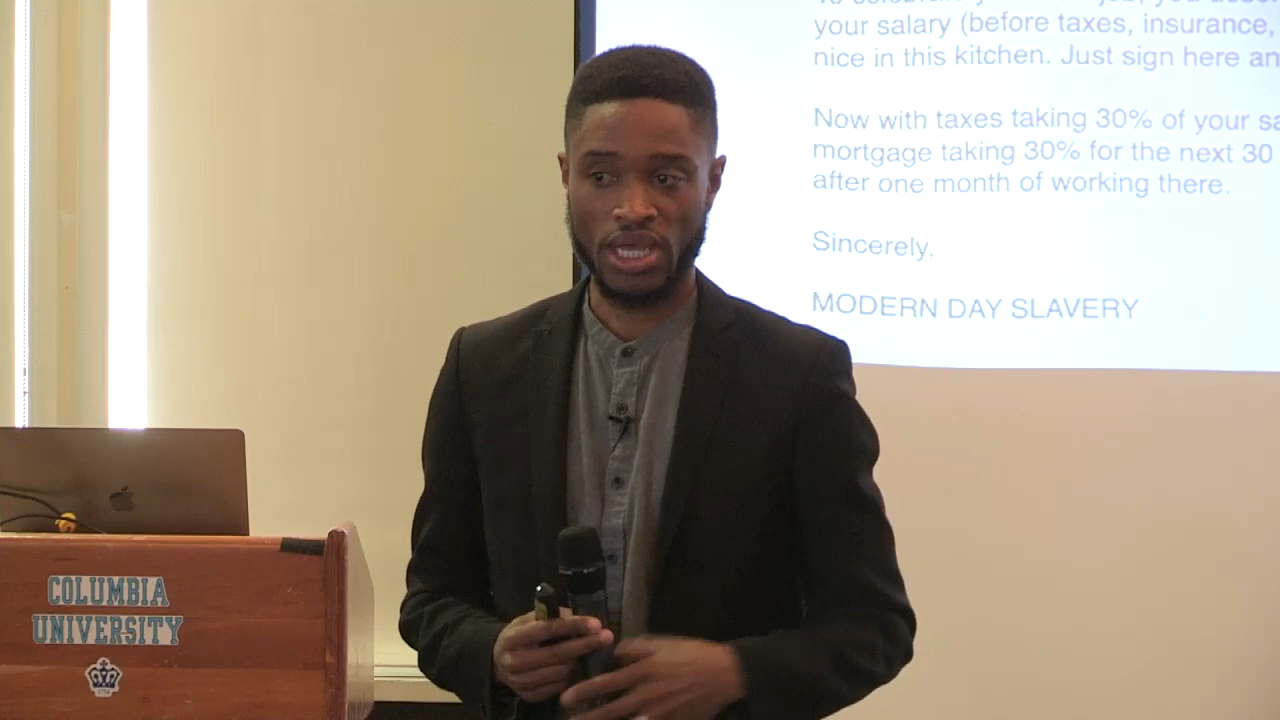 your salary (before taxes, insurance,
nice in this kitchen. Just sign here an
Now with taxes taking 30% of your sa
mortgage taking 30% for the next 30
after one month of working there.
Sincerely,
MODERN DAY SLAVERY
COLUMBIA
UNIVERSITY
1754